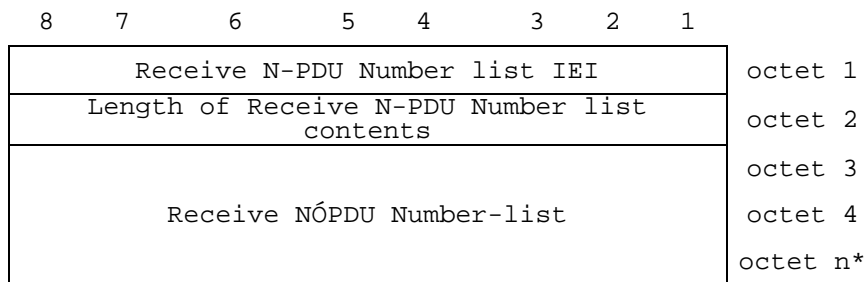 8 7 6 5 4 3 2 1
Receive N-PDU Number list IEI octet 1
Length of Receive N-PDU Number list
contents octet 2
octet 3
Receive NÓPDU Number-list octet 4
octet n*